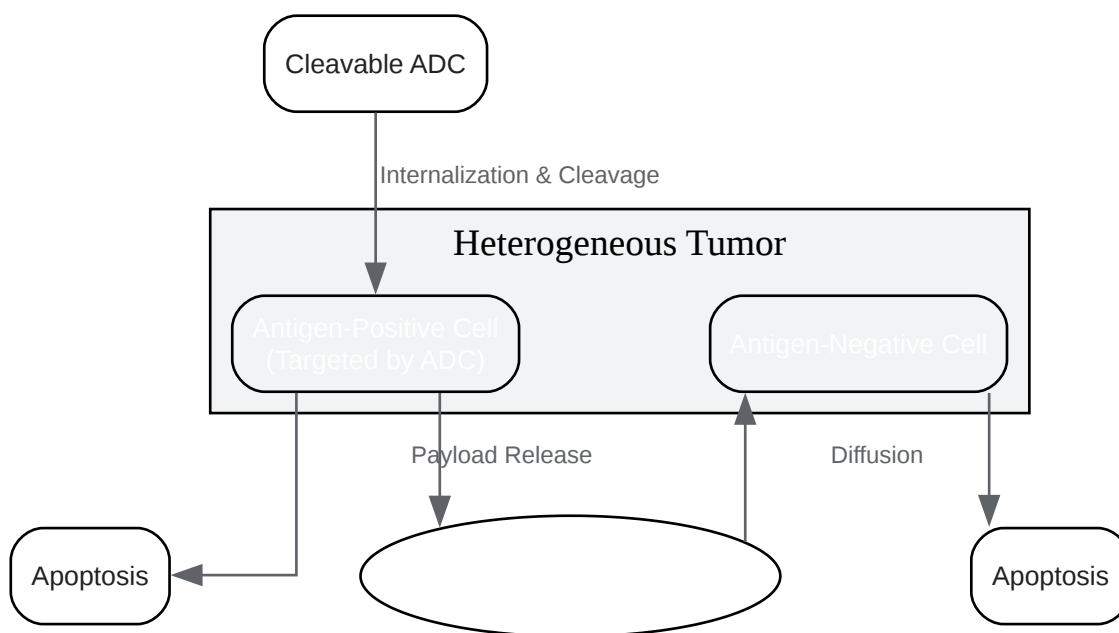 Cleavable ADC
Internalization & Cleavage
Heterogeneous Tumor
Antigen-Positive Cell
(Targeted by ADC)
Antigen-Negative Cell
Payload Release
Diffusion
Apoptosis
Apoptosis